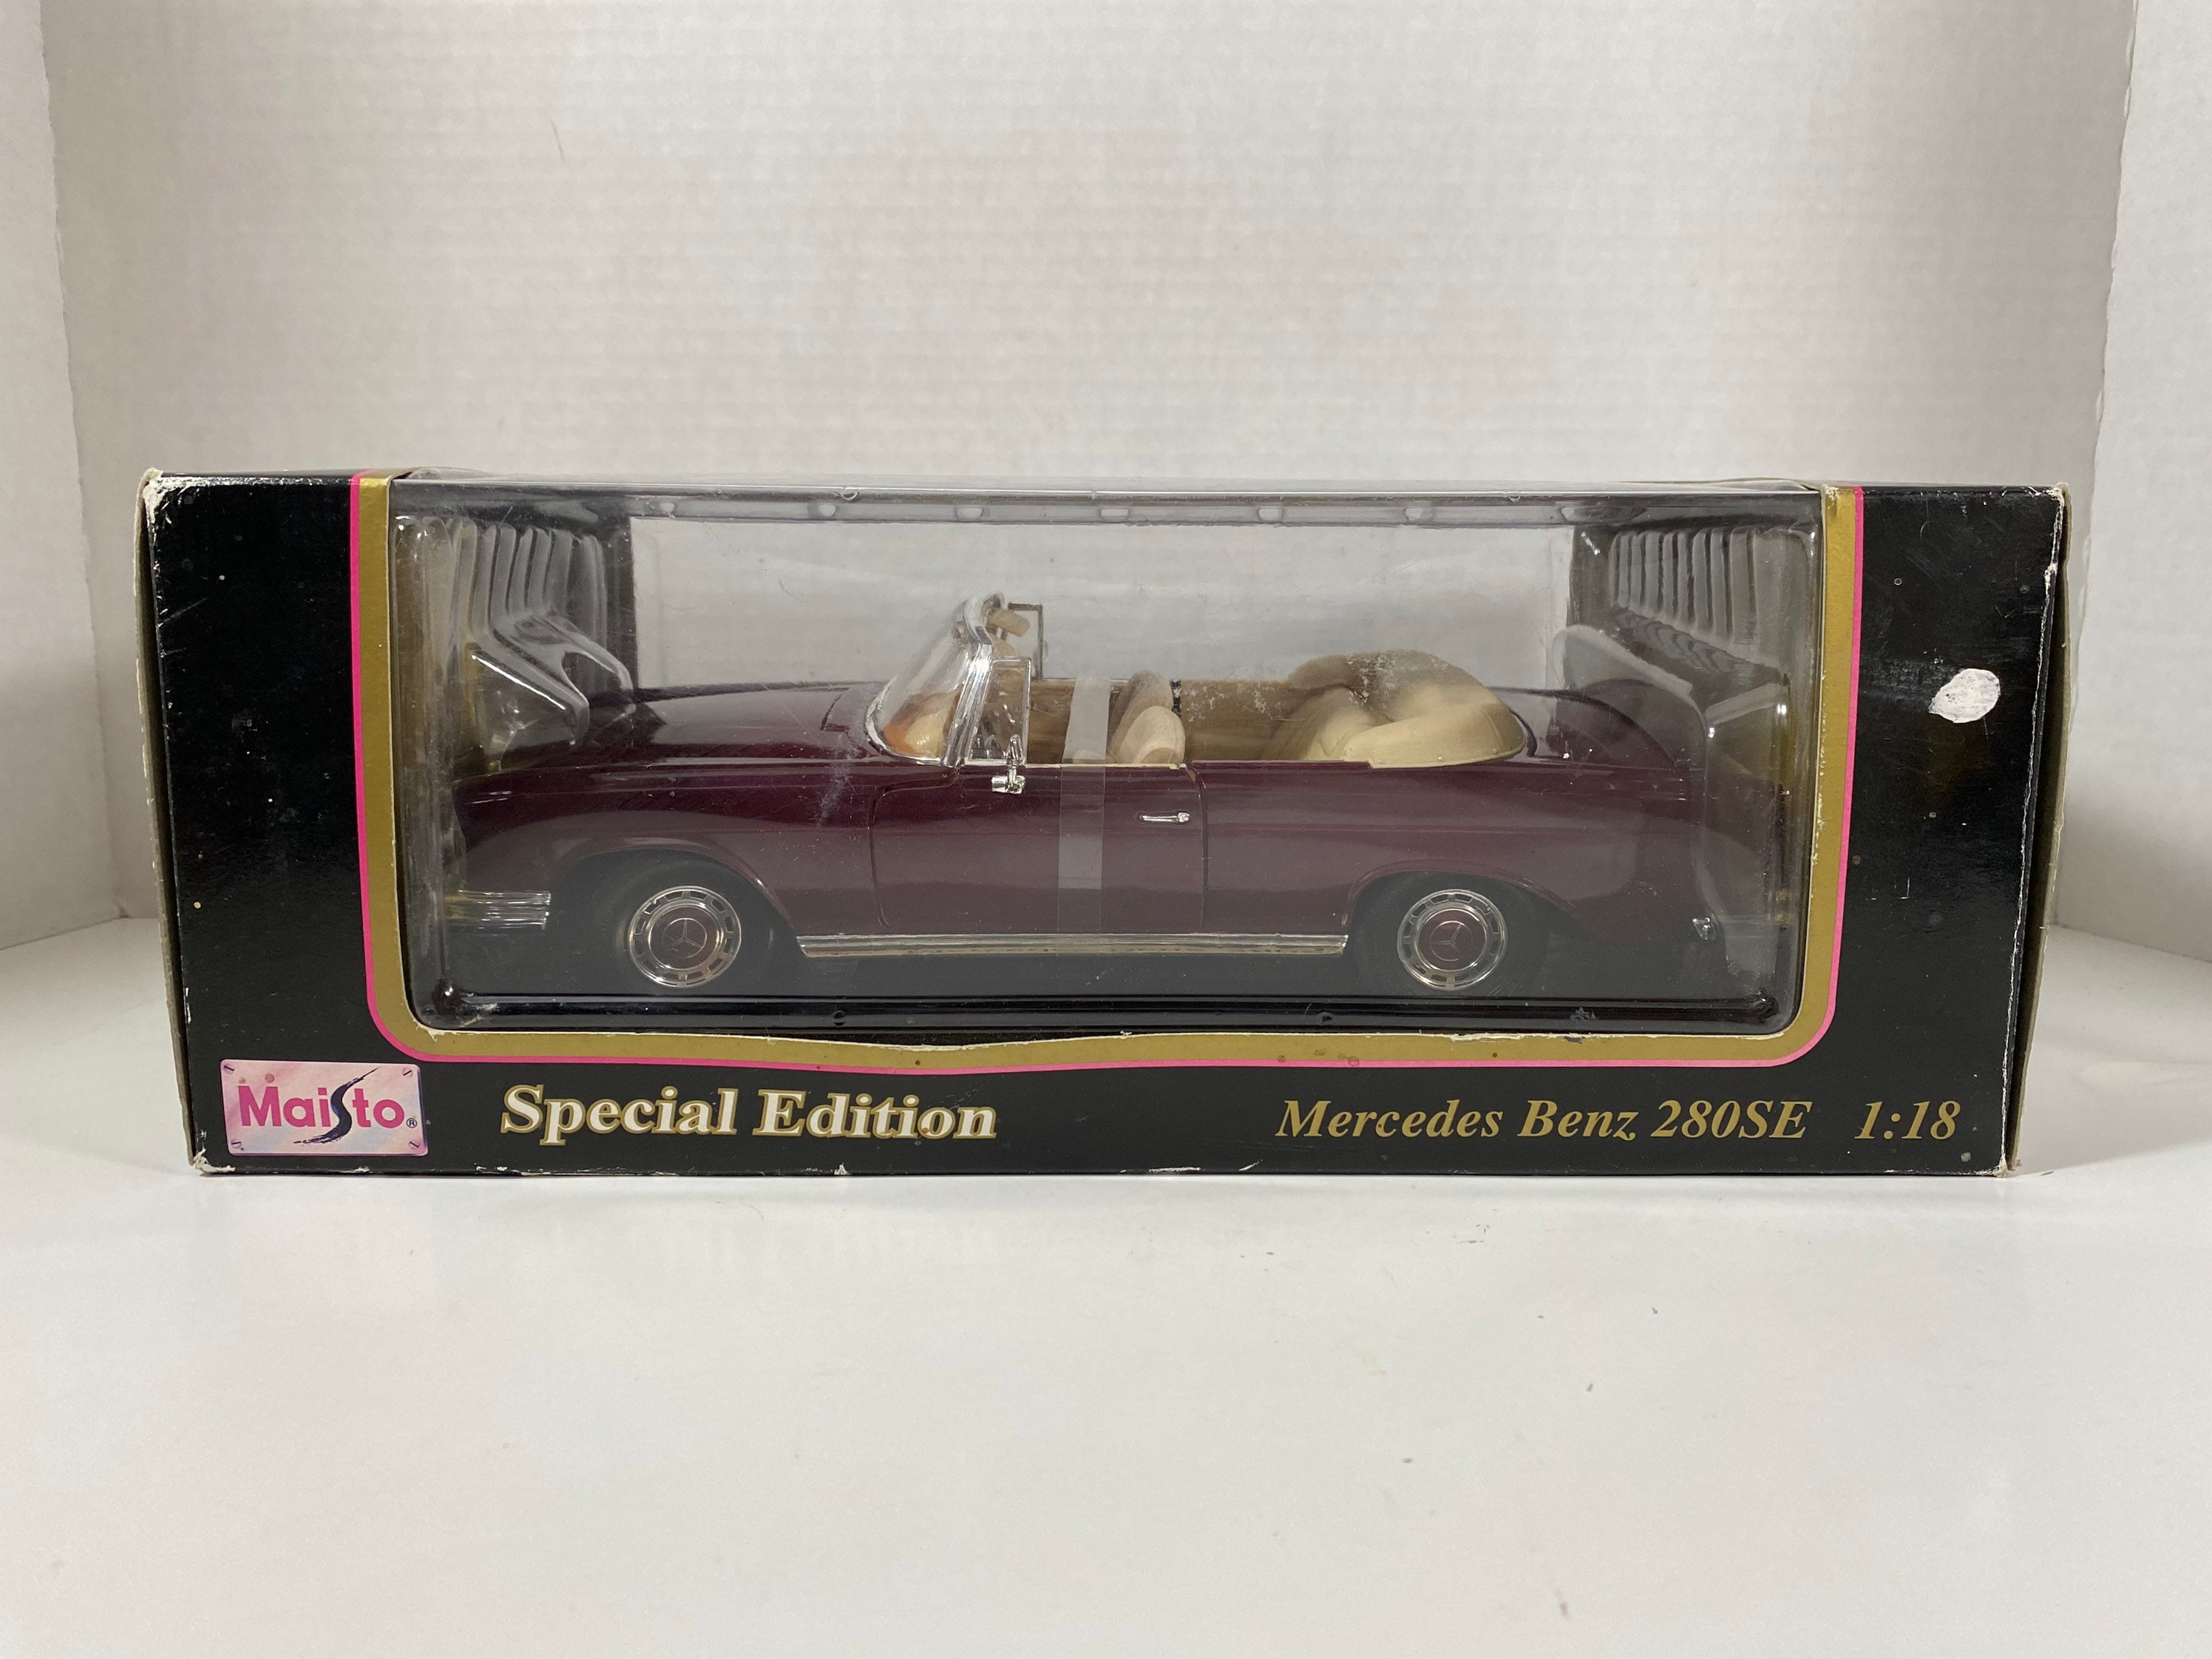 Maisto®
Special Edition
Mercedes Benz 280SE 1:18